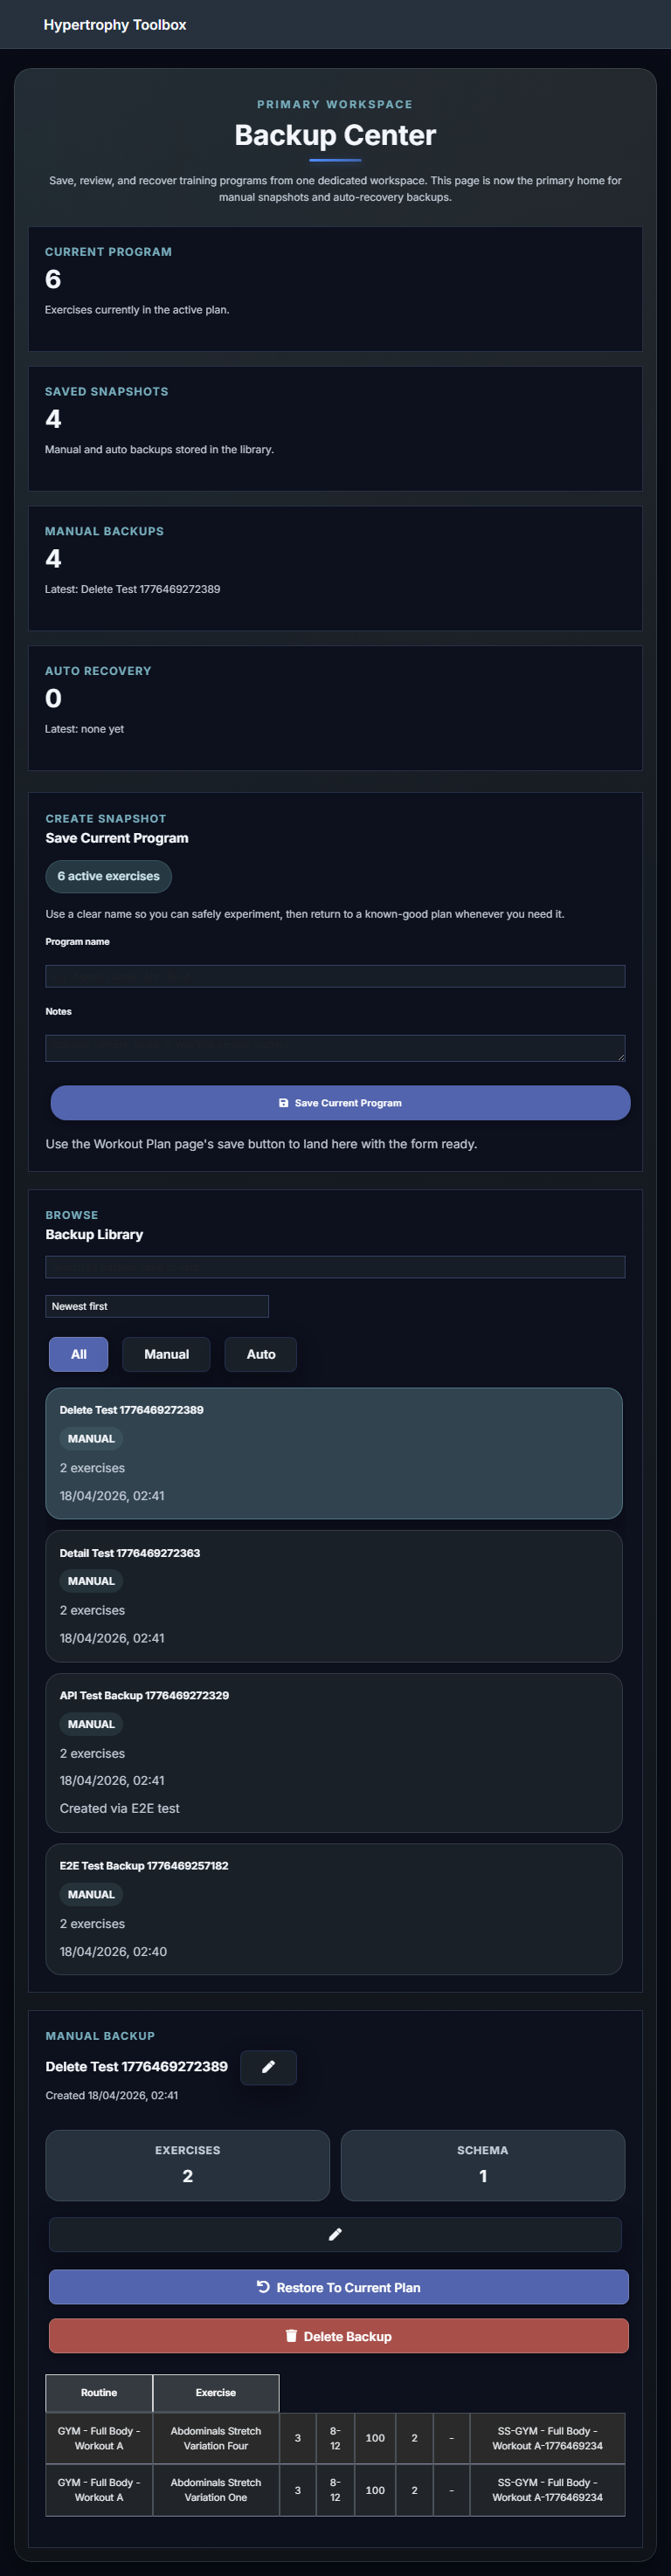 Hypertrophy Toolbox
PRIMARY WORKSPACE
Backup Center
Save, review, and recover training programs from one dedicated workspace. This page is now the primary home for
manual snapshots and auto-recovery backups.
CURRENT PROGRAM
6
Exercises currently in the active plan.
SAVED SNAPSHOTS
4
Manual and auto backups stored in the library.
MANUAL BACKUPS
4
Latest: Delete Test 1776469272389
AUTO RECOVERY
0
Latest: none yet
CREATE SNAPSHOT
Save Current Program
6 active exercises
Use a clear name so you can safely experiment, then return to a known-good plan whenever you need it.
Program name
Notes
Save Current Program
Use the Workout Plan page's save button to land here with the form ready.
BROWSE
Backup Library
Newest first
All Manual Auto
Delete Test 1776469272389
MANUAL
2 exercises
18/04/2026, 02:41
Detail Test 1776469272363
MANUAL
2 exercises
18/04/2026, 02:41
API Test Backup 1776469272329
MANUAL
2 exercises
18/04/2026, 02:41
Created via E2E test
E2E Test Backup 1776469257182
MANUAL
2 exercises
18/04/2026, 02:40
MANUAL BACKUP
Delete Test 1776469272389
Created 18/04/2026, 02:41
EXERCISES SCHEMA
2 1
Restore To Current Plan
Delete Backup
Routine Exercise
GYM - Full Body - Abdominals Stretch 3 8- 100 2 - SS-GYM - Full Body -
Workout A Variation Four 12 Workout A-1776469234
GYM - Full Body - Abdominals Stretch 3 8- 100 2 - SS-GYM - Full Body -
Workout A Variation One 12 Workout A-1776469234